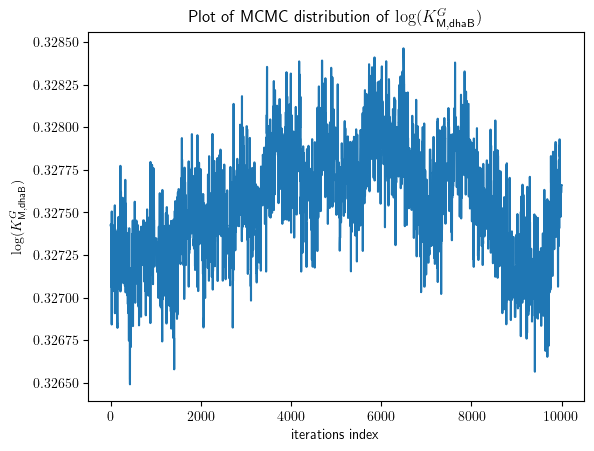 Plot of MCMC distribution of log(K^G_M,dhaB)
log(K^G_M,dhaB)
0.32850
0.32825
0.32800
0.32775
0.32750
0.32725
0.32700
0.32675
0.32650
0 2000 4000 6000 8000 10000
iterations index